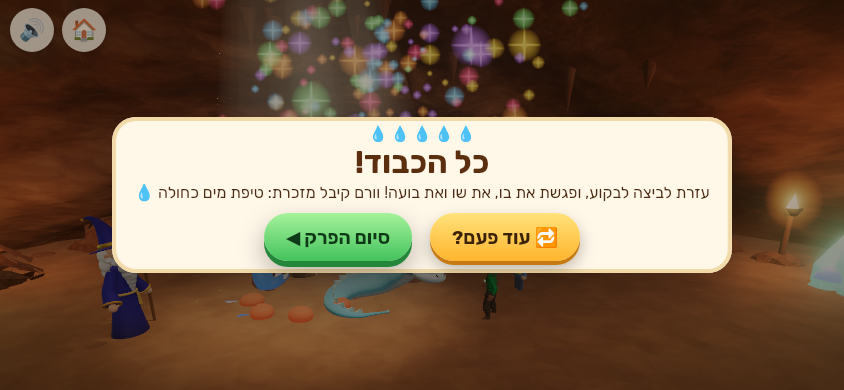 כל הכבוד!
עזרת לביצה לבקוע, ופגשת את בו, את שו ואת בועה! וורם קיבל מזכרת: טיפת מים כחולה 💧
עוד פעם?
סיום הפרק ◀